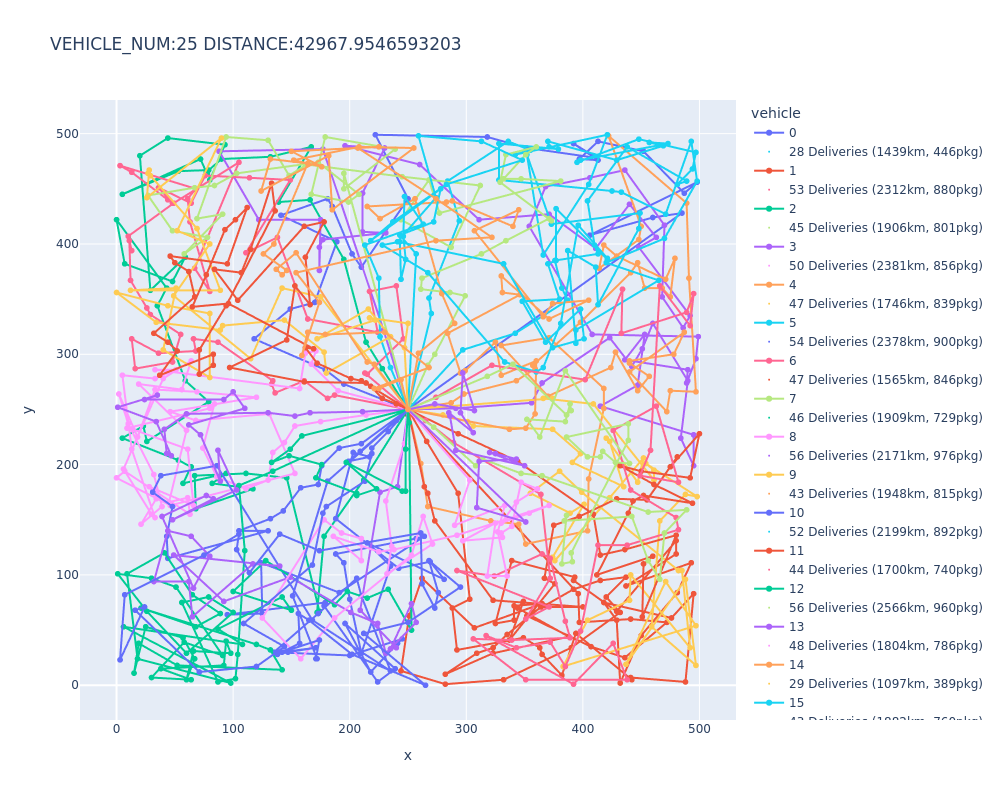 VEHICLE_NUM:25 DISTANCE:42967.9546593203
vehicle
0
28 Deliveries (1439km, 446pkg)
1
53 Deliveries (2312km, 880pkg)
2
45 Deliveries (1906km, 801pkg)
3
50 Deliveries (2381km, 856pkg)
4
47 Deliveries (1746km, 839pkg)
5
54 Deliveries (2378km, 900pkg)
6
47 Deliveries (1565km, 846pkg)
7
46 Deliveries (1909km, 729pkg)
8
56 Deliveries (2171km, 976pkg)
9
43 Deliveries (1948km, 815pkg)
10
52 Deliveries (2199km, 892pkg)
11
44 Deliveries (1700km, 740pkg)
12
56 Deliveries (2566km, 960pkg)
13
48 Deliveries (1804km, 786pkg)
14
29 Deliveries (1097km, 389pkg)
15
500
400
300
200
100
0
y
0 100 200 300 400 500
x